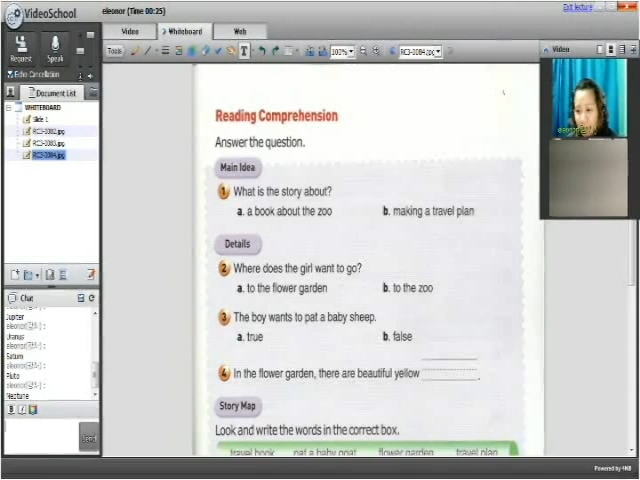 VideoSchool
eleonor (Time 00:25)
Exit lecture
Video
Whiteboard
Web
Request
Speak
Echo Cancellation
Tools
T
100%
RC3-0084.jpg
Video
Document List
WHITEBOARD
Slide 1
RC3-0082.jpg
RC3-0083.jpg
RC3-0084.jpg
Chat
Jupiter
Uranus
Saturn
Pluto
Neptune
B I
Send
Reading Comprehension
Answer the question.
Main Idea
1 What is the story about?
a. a book about the zoo b. making a travel plan
Details
2 Where does the girl want to go?
a. to the flower garden b. to the zoo
3 The boy wants to pat a baby sheep.
a. true b. false
4 In the flower garden, there are beautiful yellow .
Story Map
Look and write the words in the correct box.
travel book pat a baby goat flower garden travel plan
Powered by 4NB